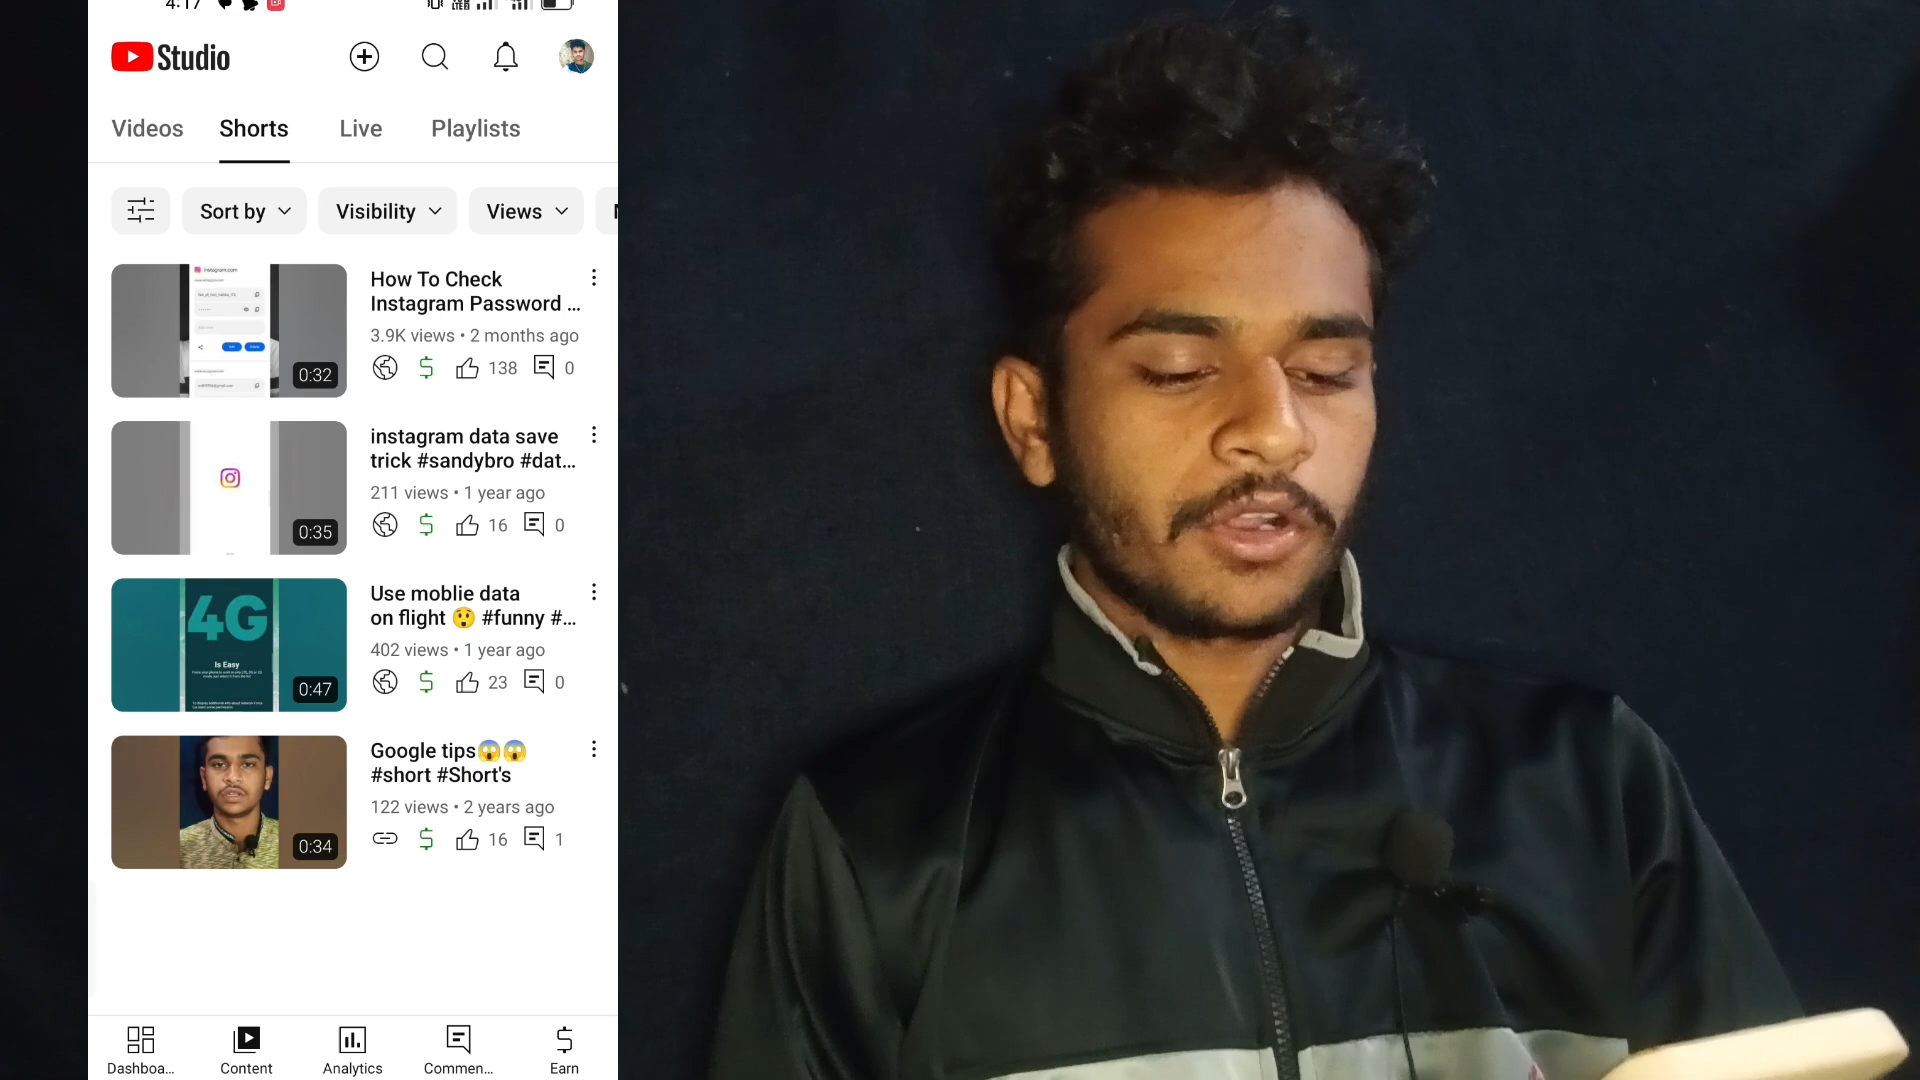 4:17
Studio
Videos Shorts Live Playlists
Sort by Visibility Views
How To Check
Instagram Password ...
3.9K views • 2 months ago
138 0
0:32
instagram data save
trick #sandybro #dat...
211 views • 1 year ago
16 0
0:35
4G
Is Easy
Use moblie data
on flight 😲 #funny #...
402 views • 1 year ago
23 0
0:47
Google tips😱😱
#short #Short's
122 views • 2 years ago
16 1
0:34
Dashboa... Content Analytics Commen... Earn